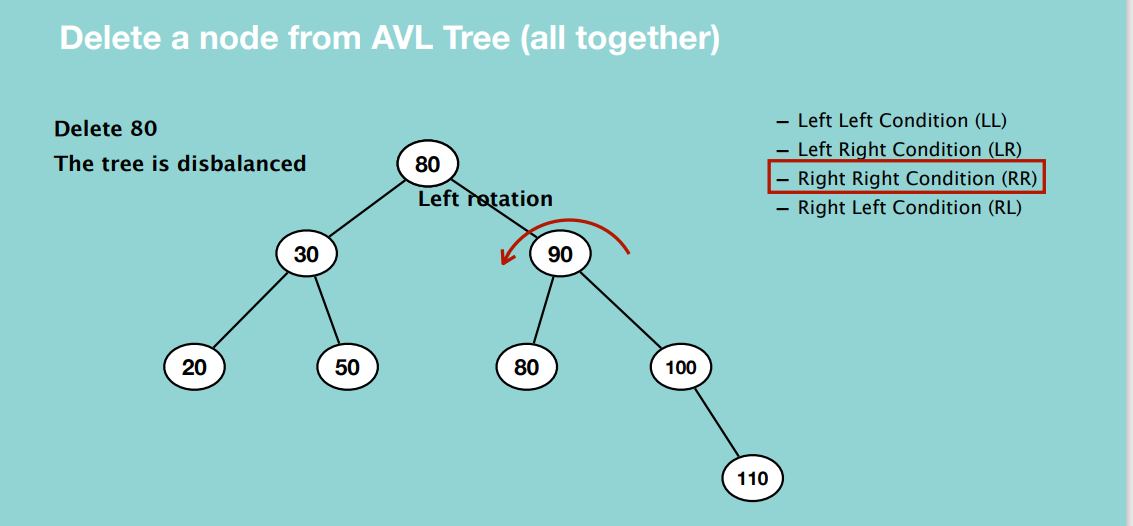 Delete a node from AVL Tree (all together)
Delete 80
The tree is disbalanced
– Left Left Condition (LL)
– Left Right Condition (LR)
– Right Right Condition (RR)
– Right Left Condition (RL)
80
Left rotation
30
90
20
50
80
100
110